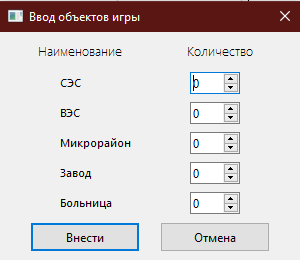 Ввод объектов игры
Наименование Количество
СЭС 0
ВЭС 0
Микрорайон 0
Завод 0
Больница 0
Внести Отмена